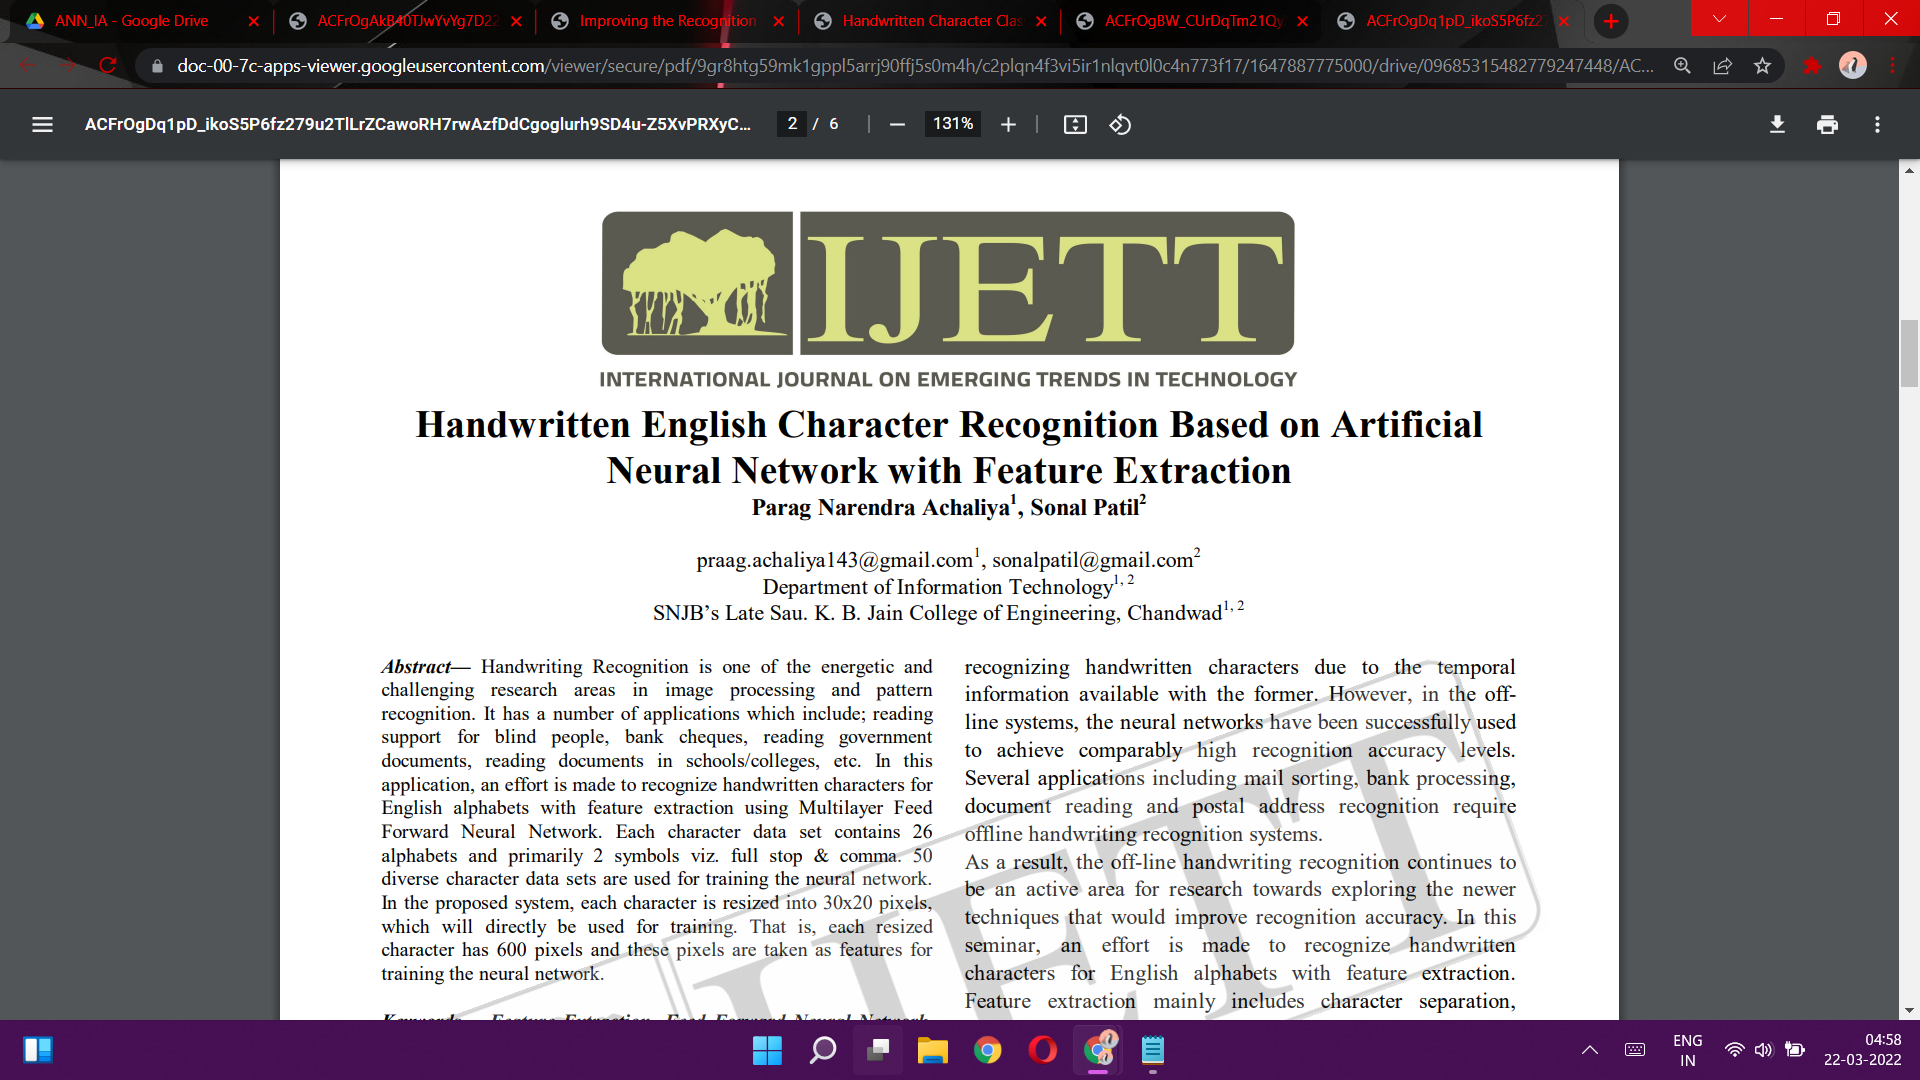 ANN_IA - Google Drive
ACFrOgAkB40TJwYvYg7D22
Improving the Recognition
Handwritten Character Clas
ACFrOgBW_CUrDqTm21Qy
ACFrOgDq1pD_ikoS5P6fz27
doc-00-7c-apps-viewer.googleusercontent.com/viewer/secure/pdf/9gr8htg59mk1gppl5arrj90ffj5s0m4h/c2plqn4f3vi5ir1nlqvt0l0c4n773f17/1647887775000/drive/09685315482779247448/AC...
ACFrOgDq1pD_ikoS5P6fz279u2TlLrZCawoRH7rwAzfDdCgoglurh9SD4u-Z5XvPRXyC...
2 / 6
131%
IJETT
INTERNATIONAL JOURNAL ON EMERGING TRENDS IN TECHNOLOGY
Handwritten English Character Recognition Based on Artificial
Neural Network with Feature Extraction
Parag Narendra Achaliya1, Sonal Patil2
praag.achaliya143@gmail.com1, sonalpatil@gmail.com2
Department of Information Technology1, 2
SNJB's Late Sau. K. B. Jain College of Engineering, Chandwad1, 2
Abstract— Handwriting Recognition is one of the energetic and
challenging research areas in image processing and pattern
recognition. It has a number of applications which include; reading
support for blind people, bank cheques, reading government
documents, reading documents in schools/colleges, etc. In this
application, an effort is made to recognize handwritten characters for
English alphabets with feature extraction using Multilayer Feed
Forward Neural Network. Each character data set contains 26
alphabets and primarily 2 symbols viz. full stop & comma. 50
diverse character data sets are used for training the neural network.
In the proposed system, each character is resized into 30x20 pixels,
which will directly be used for training. That is, each resized
character has 600 pixels and these pixels are taken as features for
training the neural network.
Keywords— Feature Extraction, Feed Forward Neural Network,
recognizing handwritten characters due to the temporal
information available with the former. However, in the off-
line systems, the neural networks have been successfully used
to achieve comparably high recognition accuracy levels.
Several applications including mail sorting, bank processing,
document reading and postal address recognition require
offline handwriting recognition systems.
As a result, the off-line handwriting recognition continues to
be an active area for research towards exploring the newer
techniques that would improve recognition accuracy. In this
seminar, an effort is made to recognize handwritten
characters for English alphabets with feature extraction.
Feature extraction mainly includes character separation,
IJETT
ENG
IN
04:58
22-03-2022